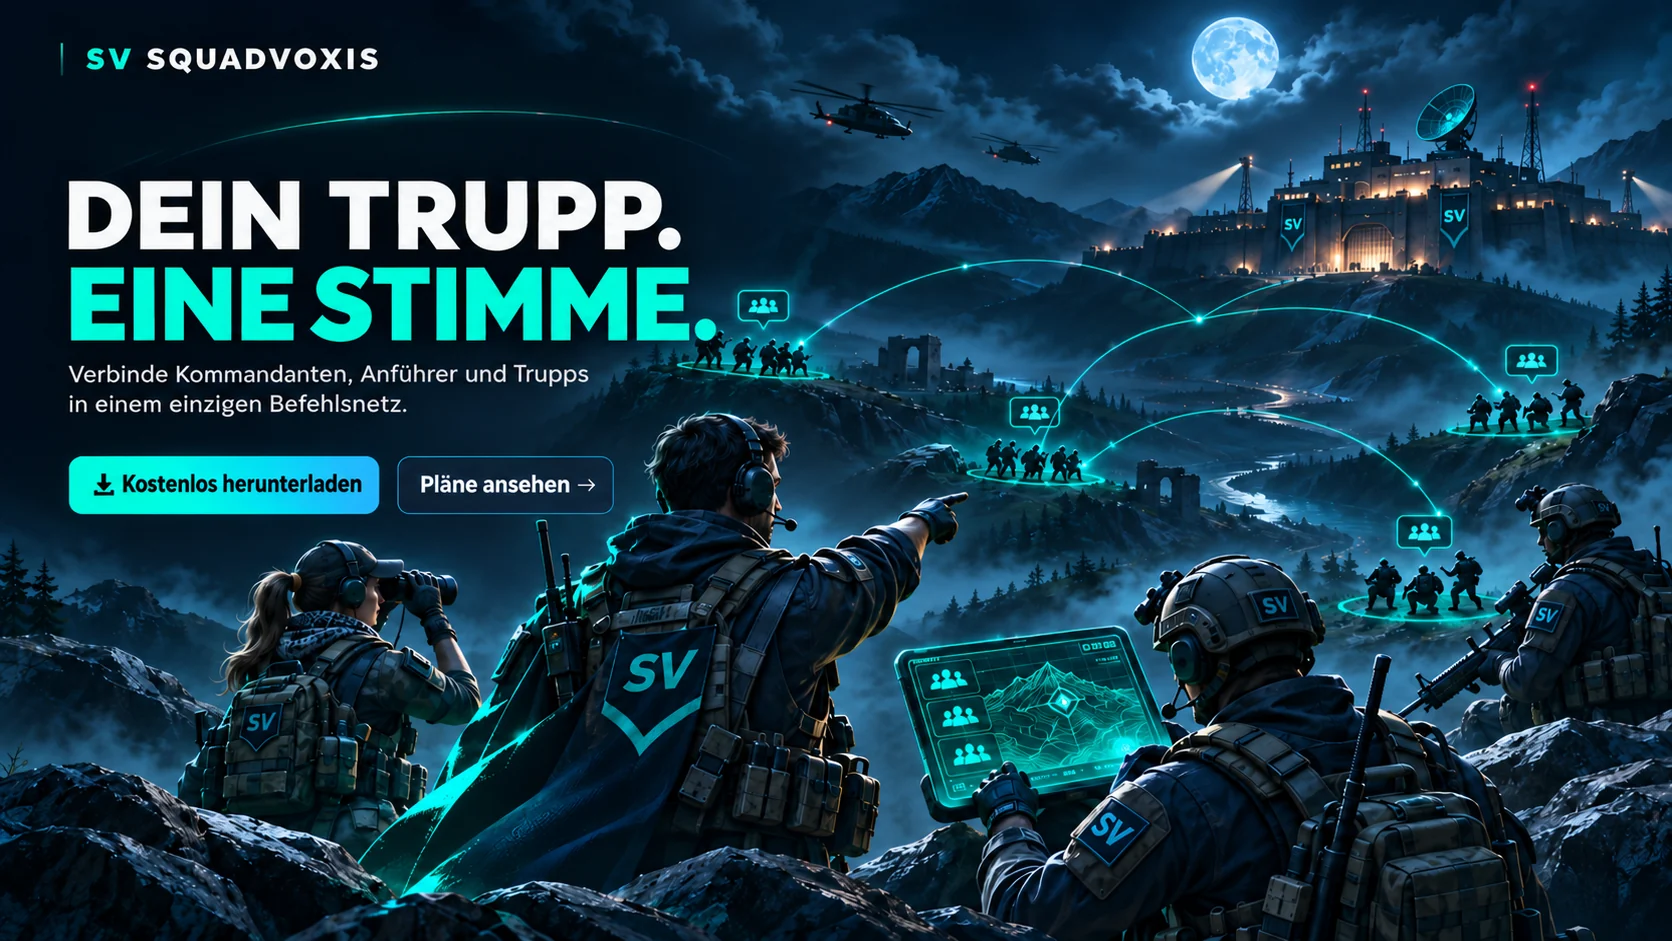 SV SQUADVOXIS
DEIN TRUPP.
EINE STIMME.
Verbinde Kommandanten, Anführer und Trupps
in einem einzigen Befehlsnetz.
Kostenlos herunterladen
Pläne ansehen →
SV
SV
SV
SV
SV
SV
SV
SV